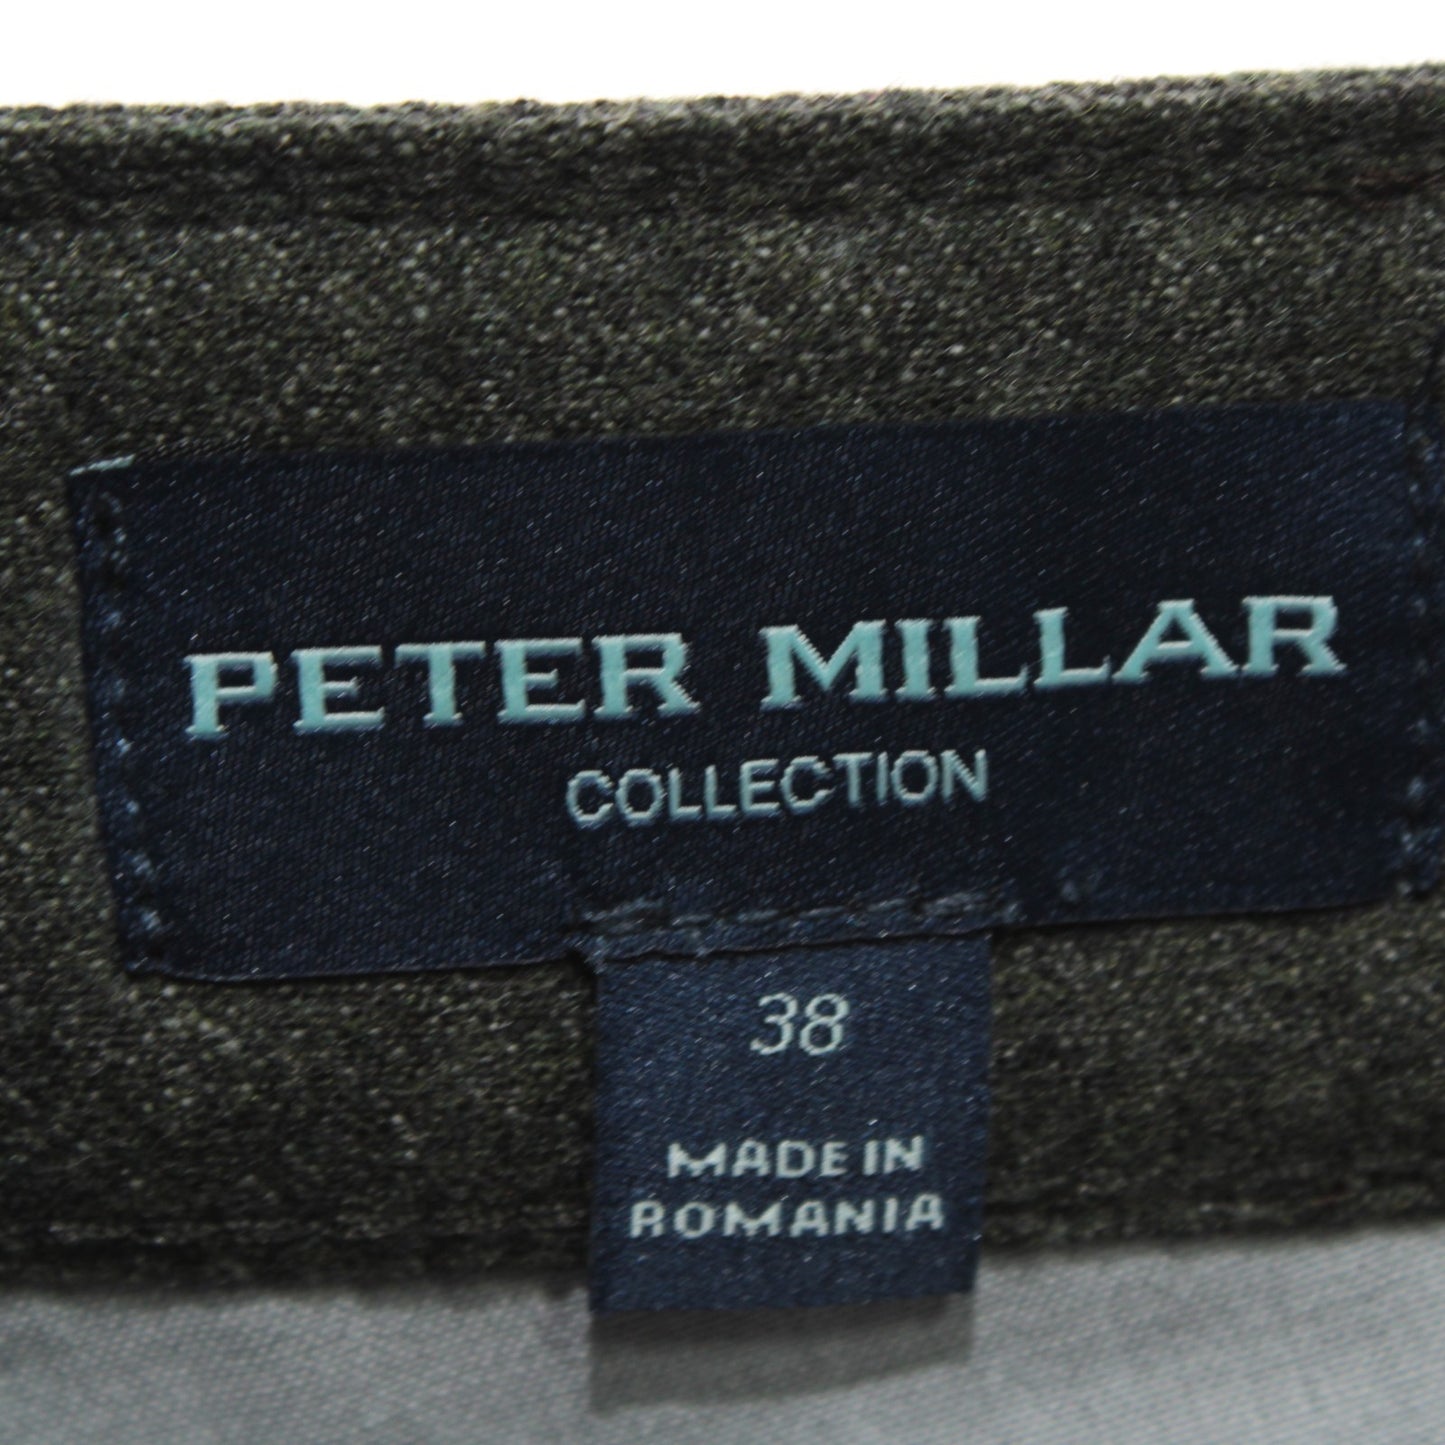 PETER MILLAR
COLLECTION
38
MADE IN
ROMANIA